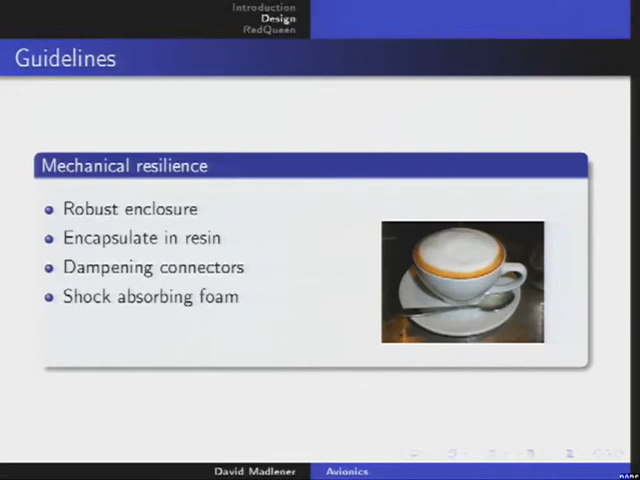 Introduction
Design
RedQueen
Guidelines
Mechanical resilience
Robust enclosure
Encapsulate in resin
Dampening connectors
Shock absorbing foam
David Madlener
Avionics